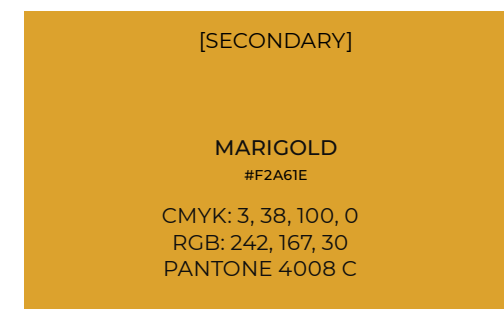 [SECONDARY]
MARIGOLD
#F2A61E
CMYK: 3, 38, 100, 0
RGB: 242, 167, 30
PANTONE 4008 C